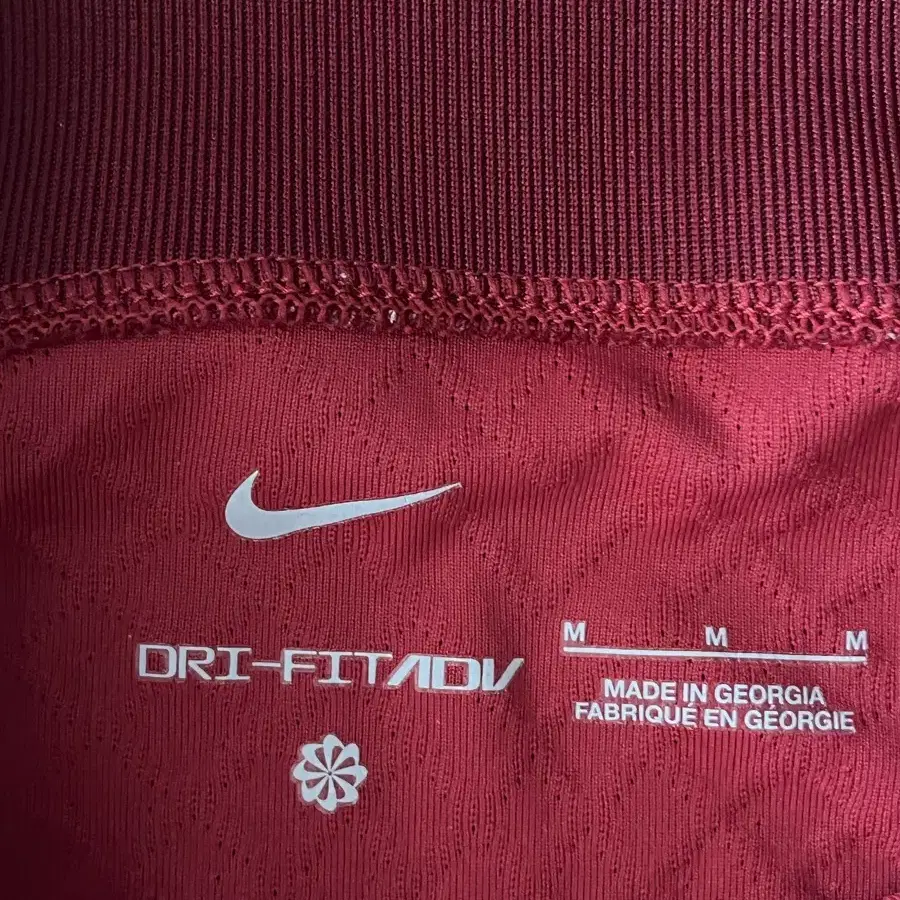 DRI-FIT ADV
M M M
MADE IN GEORGIA
FABRIQUÉ EN GÉORGIE